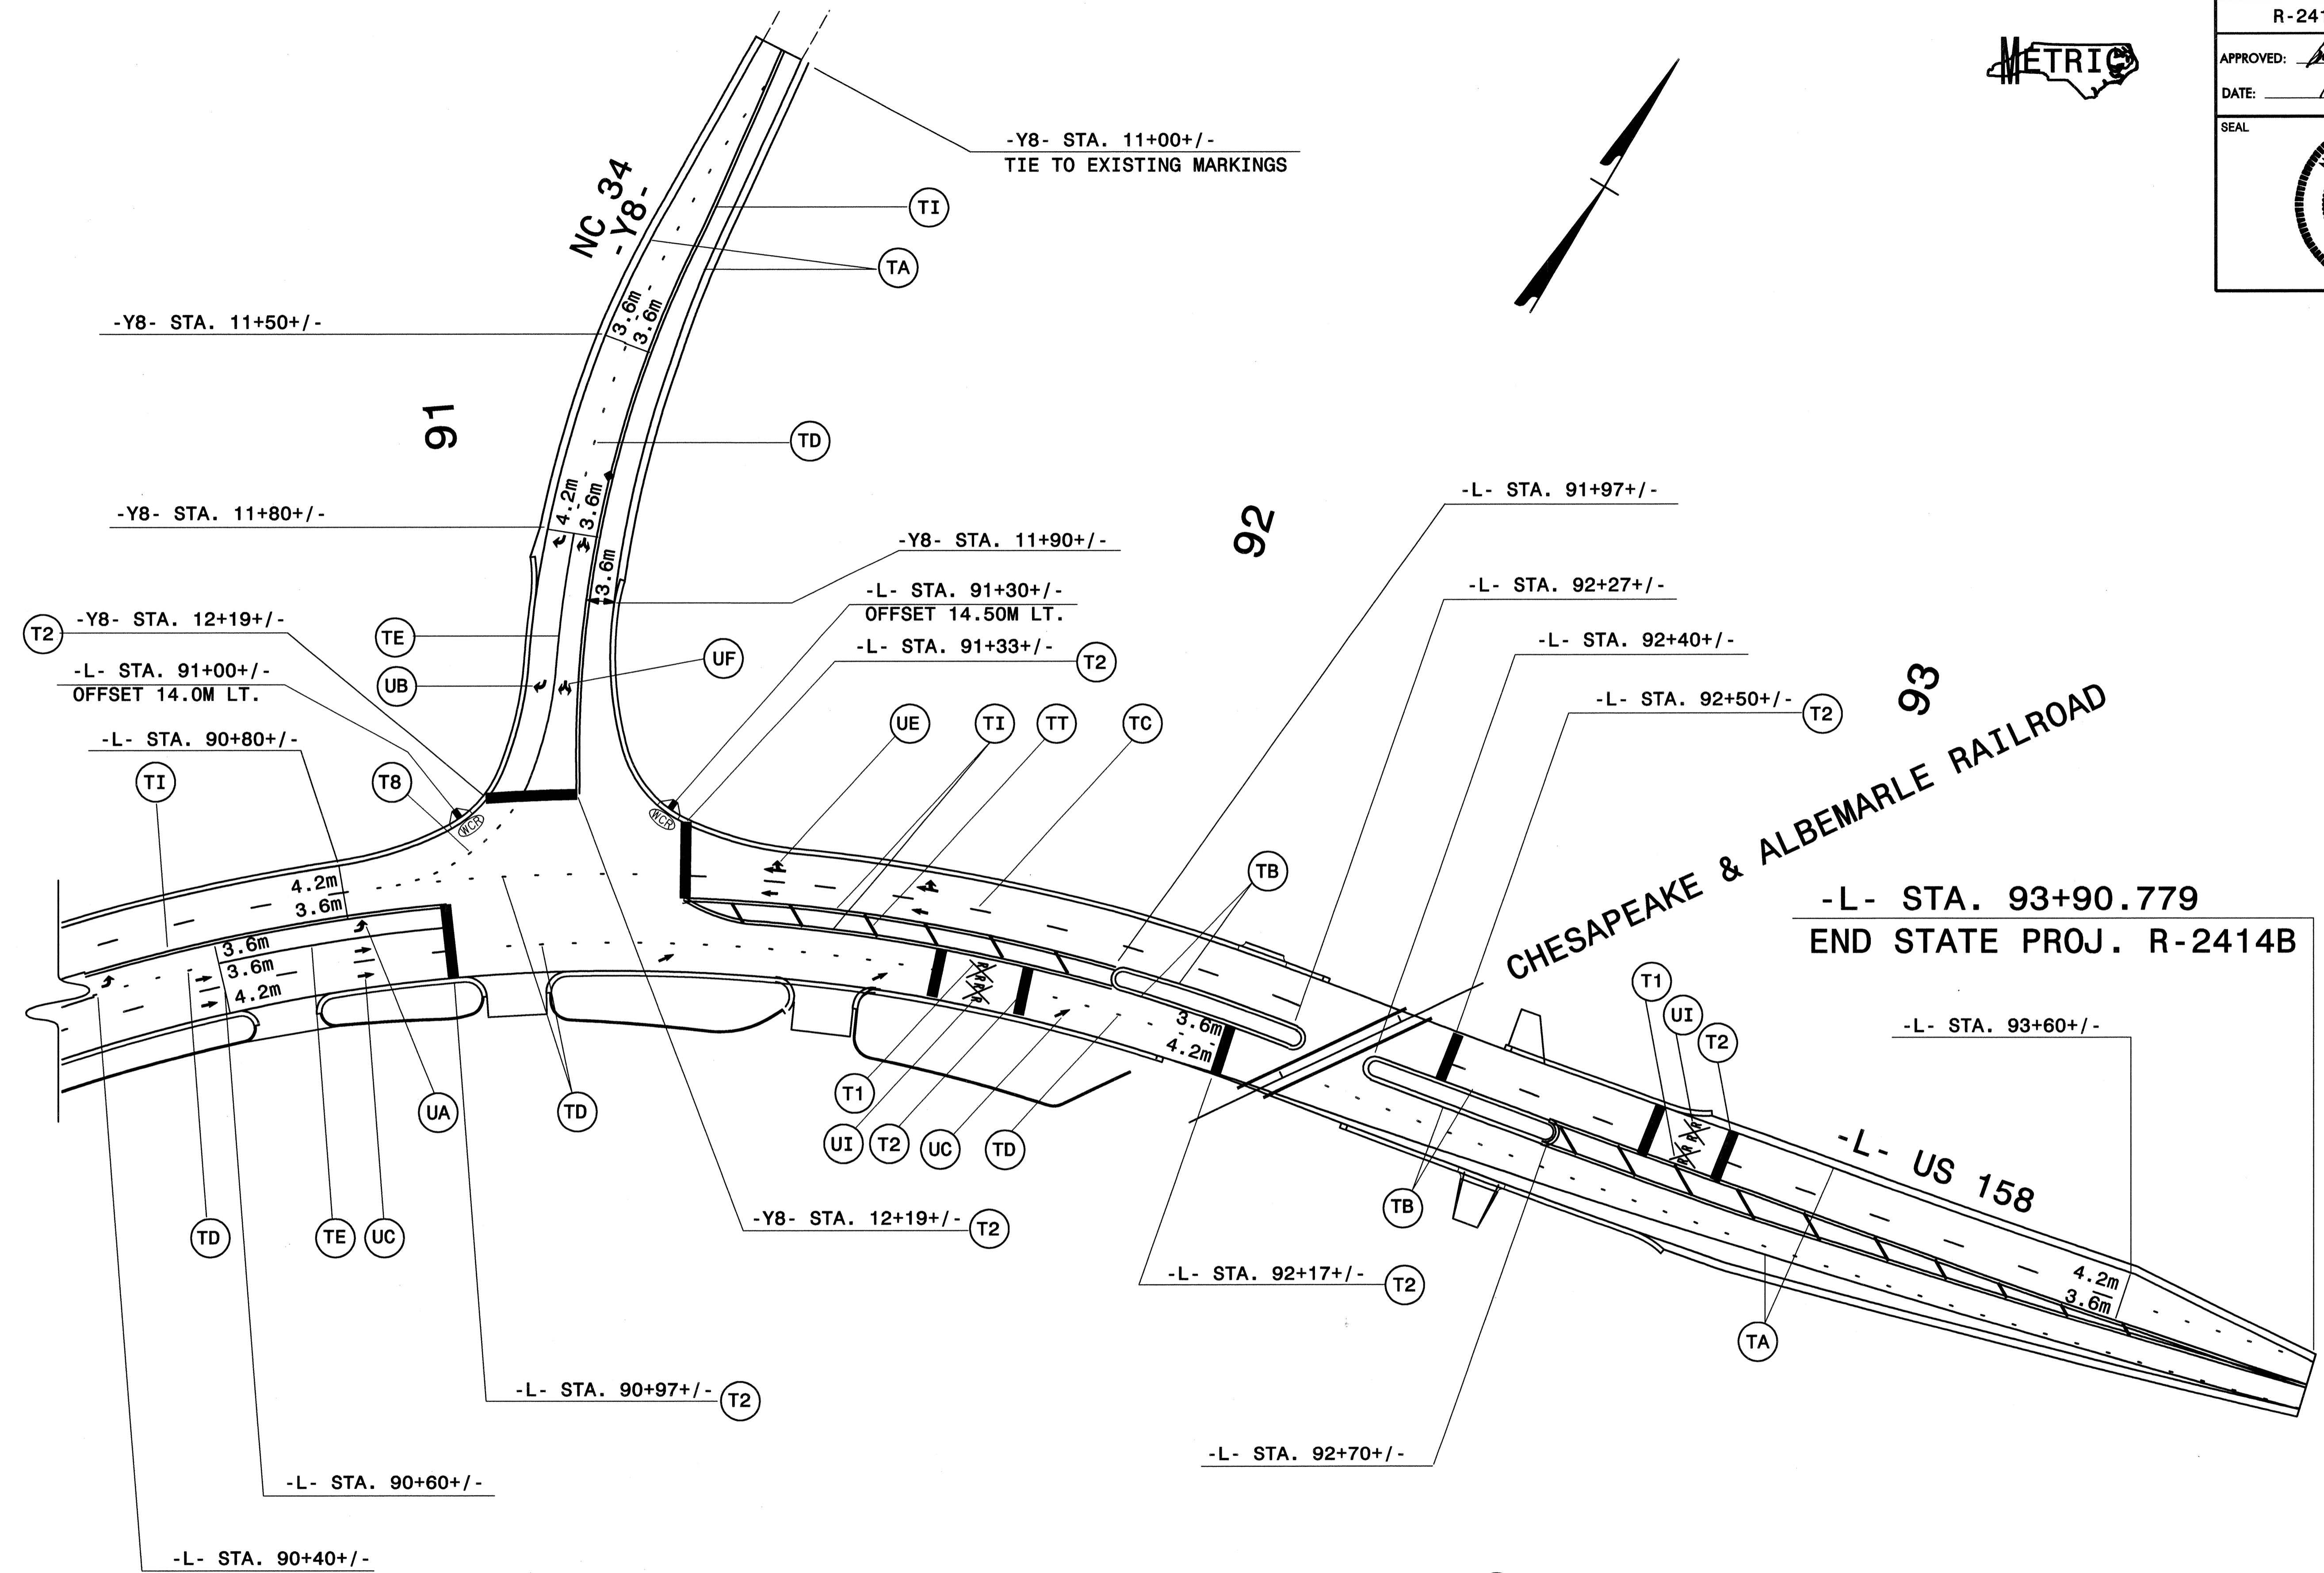 R-241
METRIC
APPROVED:
DATE:
SEAL
-Y8- STA. 11+00+/-
TIE TO EXISTING MARKINGS
NC 34
-Y8-
TI
TA
3.6m
3.6m
-Y8- STA. 11+50+/-
91
TD
-Y8- STA. 11+80+/-
4.2m
3.6m
-L- STA. 91+97+/-
92
-Y8- STA. 11+90+/-
3.6m
-L- STA. 91+30+/-
OFFSET 14.50M LT.
-L- STA. 92+27+/-
T2
-Y8- STA. 12+19+/-
TE
UF
UB
-L- STA. 91+33+/-
T2
-L- STA. 92+40+/-
-L- STA. 91+00+/-
OFFSET 14.0M LT.
-L- STA. 92+50+/-
T2
93
CHESAPEAKE & ALBEMARLE RAILROAD
-L- STA. 90+80+/-
TI
T8
UE
TI
TT
TC
WCR
WCR
TB
4.2m
3.6m
3.6m
3.6m
4.2m
-L- STA. 93+90.779
END STATE PROJ. R-2414B
R R
R R
3.6m
4.2m
T1
UI
T2
-L- STA. 93+60+/-
R R
R R
UA
TD
T1
UI
T2
UC
TD
TB
-L- US 158
4.2m
3.6m
TD
TE
UC
-Y8- STA. 12+19+/-
T2
-L- STA. 92+17+/-
T2
TA
-L- STA. 90+97+/-
T2
-L- STA. 92+70+/-
-L- STA. 90+60+/-
-L- STA. 90+40+/-